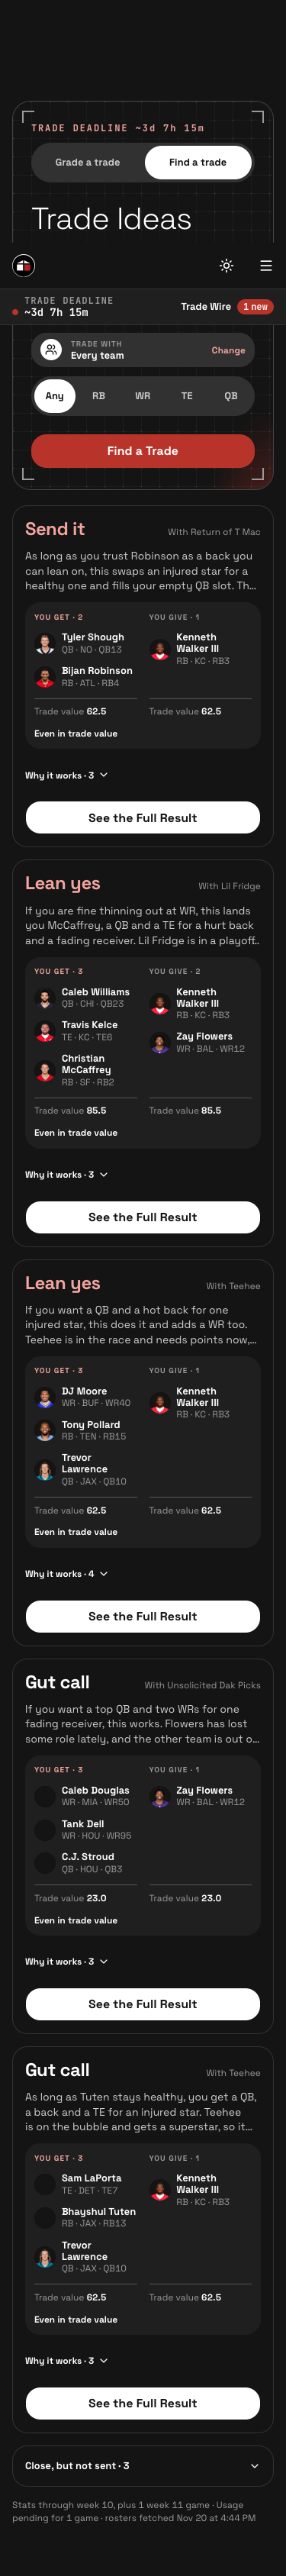 TRADE DEADLINE ~3d 7h 15m
Grade a trade
Find a trade
Trade Ideas
TRADE DEADLINE
~3d 7h 15m
Trade Wire 1 new
TRADE WITH
Every team
Change
Any RB WR TE QB
Find a Trade
Send it
With Return of T Mac
As long as you trust Robinson as a back you
can lean on, this swaps an injured star for a
healthy one and fills your empty QB slot. Th...
YOU GET · 2
Tyler Shough
QB · NO · QB13
Bijan Robinson
RB · ATL · RB4
Trade value 62.5
Even in trade value
YOU GIVE · 1
Kenneth
Walker III
RB · KC · RB3
Trade value 62.5
Why it works · 3
See the Full Result
Lean yes
With Lil Fridge
If you are fine thinning out at WR, this lands
you McCaffrey, a QB and a TE for a hurt back
and a fading receiver. Lil Fridge is in a playoff...
YOU GET · 3
Caleb Williams
QB · CHI · QB23
Travis Kelce
TE · KC · TE6
Christian
McCaffrey
RB · SF · RB2
Trade value 85.5
Even in trade value
YOU GIVE · 2
Kenneth
Walker III
RB · KC · RB3
Zay Flowers
WR · BAL · WR12
Trade value 85.5
Why it works · 3
See the Full Result
Lean yes
With Teehee
If you want a QB and a hot back for one
injured star, this does it and adds a WR too.
Teehee is in the race and needs points now,...
YOU GET · 3
DJ Moore
WR · BUF · WR40
Tony Pollard
RB · TEN · RB15
Trevor
Lawrence
QB · JAX · QB10
Trade value 62.5
Even in trade value
YOU GIVE · 1
Kenneth
Walker III
RB · KC · RB3
Trade value 62.5
Why it works · 4
See the Full Result
Gut call
With Unsolicited Dak Picks
If you want a top QB and two WRs for one
fading receiver, this works. Flowers has lost
some role lately, and the other team is out o...
YOU GET · 3
Caleb Douglas
WR · MIA · WR50
Tank Dell
WR · HOU · WR95
C.J. Stroud
QB · HOU · QB3
Trade value 23.0
Even in trade value
YOU GIVE · 1
Zay Flowers
WR · BAL · WR12
Trade value 23.0
Why it works · 3
See the Full Result
Gut call
With Teehee
As long as Tuten stays healthy, you get a QB,
a back and a TE for an injured star. Teehee
is on the bubble and gets a superstar, so it...
YOU GET · 3
Sam LaPorta
TE · DET · TE7
Bhayshul Tuten
RB · JAX · RB13
Trevor
Lawrence
QB · JAX · QB10
Trade value 62.5
Even in trade value
YOU GIVE · 1
Kenneth
Walker III
RB · KC · RB3
Trade value 62.5
Why it works · 3
See the Full Result
Close, but not sent · 3
Stats through week 10, plus 1 week 11 game · Usage
pending for 1 game · rosters fetched Nov 20 at 4:44 PM